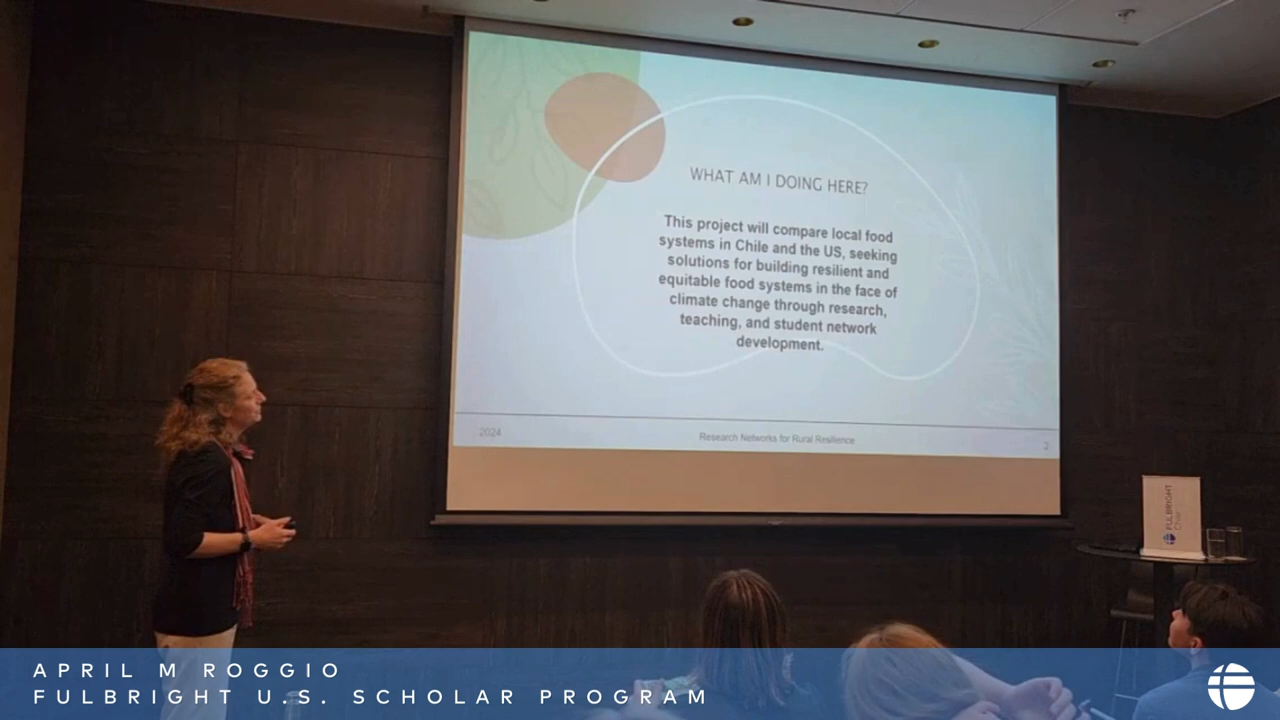 WHAT AM I DOING HERE?
This project will compare local food
systems in Chile and the US, seeking
solutions for building resilient and
equitable food systems in the face of
climate change through research,
teaching, and student network
development.
2024
Research Networks for Rural Resilience
2
FULBRIGHT
Chile
APRIL M ROGGIO
FULBRIGHT U.S. SCHOLAR PROGRAM